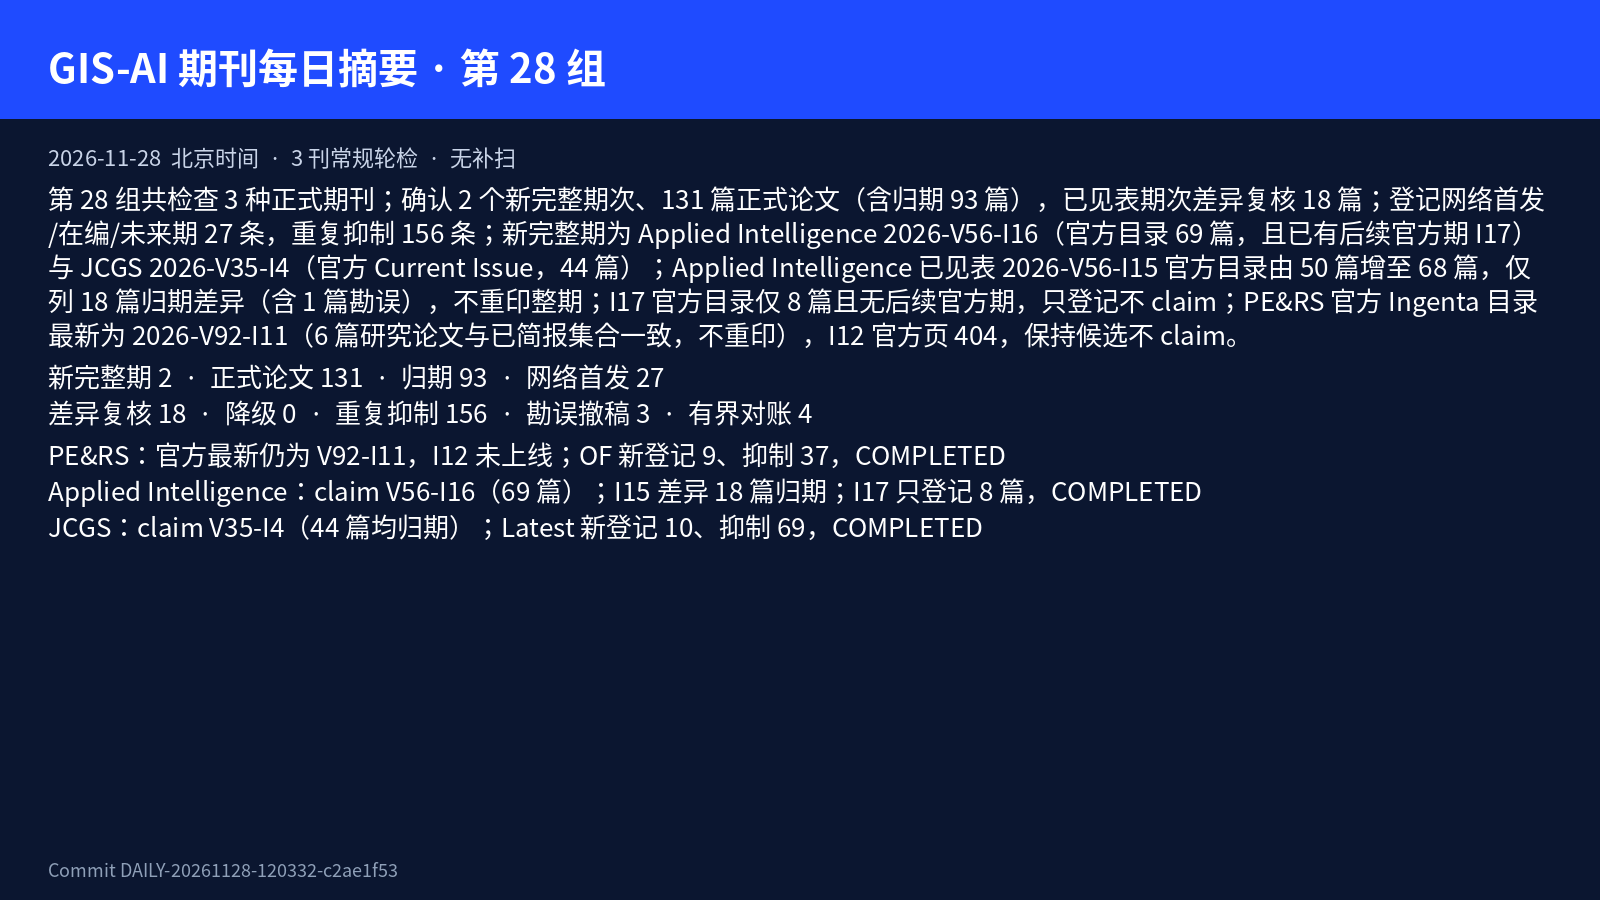 GIS-AI 期刊每日摘要 · 第 28 组
2026-11-28 北京时间 · 3 刊常规轮检 · 无补扫
第 28 组共检查 3 种正式期刊；确认 2 个新完整期次、131 篇正式论文（含归期 93 篇），已见表期次差异复核 18 篇；登记网络首发
/在编/未来期 27 条，重复抑制 156 条；新完整期为 Applied Intelligence 2026-V56-I16（官方目录 69 篇，且已有后续官方期 I17）
与 JCGS 2026-V35-I4（官方 Current Issue，44 篇）；Applied Intelligence 已见表 2026-V56-I15 官方目录由 50 篇增至 68 篇，仅
列 18 篇归期差异（含 1 篇勘误），不重印整期；I17 官方目录仅 8 篇且无后续官方期，只登记不 claim；PE&RS 官方 Ingenta 目录
最新为 2026-V92-I11（6 篇研究论文与已简报集合一致，不重印），I12 官方页 404，保持候选不 claim。
新完整期 2 · 正式论文 131 · 归期 93 · 网络首发 27
差异复核 18 · 降级 0 · 重复抑制 156 · 勘误撤稿 3 · 有界对账 4
PE&RS：官方最新仍为 V92-I11，I12 未上线；OF 新登记 9、抑制 37，COMPLETED
Applied Intelligence：claim V56-I16（69 篇）；I15 差异 18 篇归期；I17 只登记 8 篇，COMPLETED
JCGS：claim V35-I4（44 篇均归期）；Latest 新登记 10、抑制 69，COMPLETED
Commit DAILY-20261128-120332-c2ae1f53